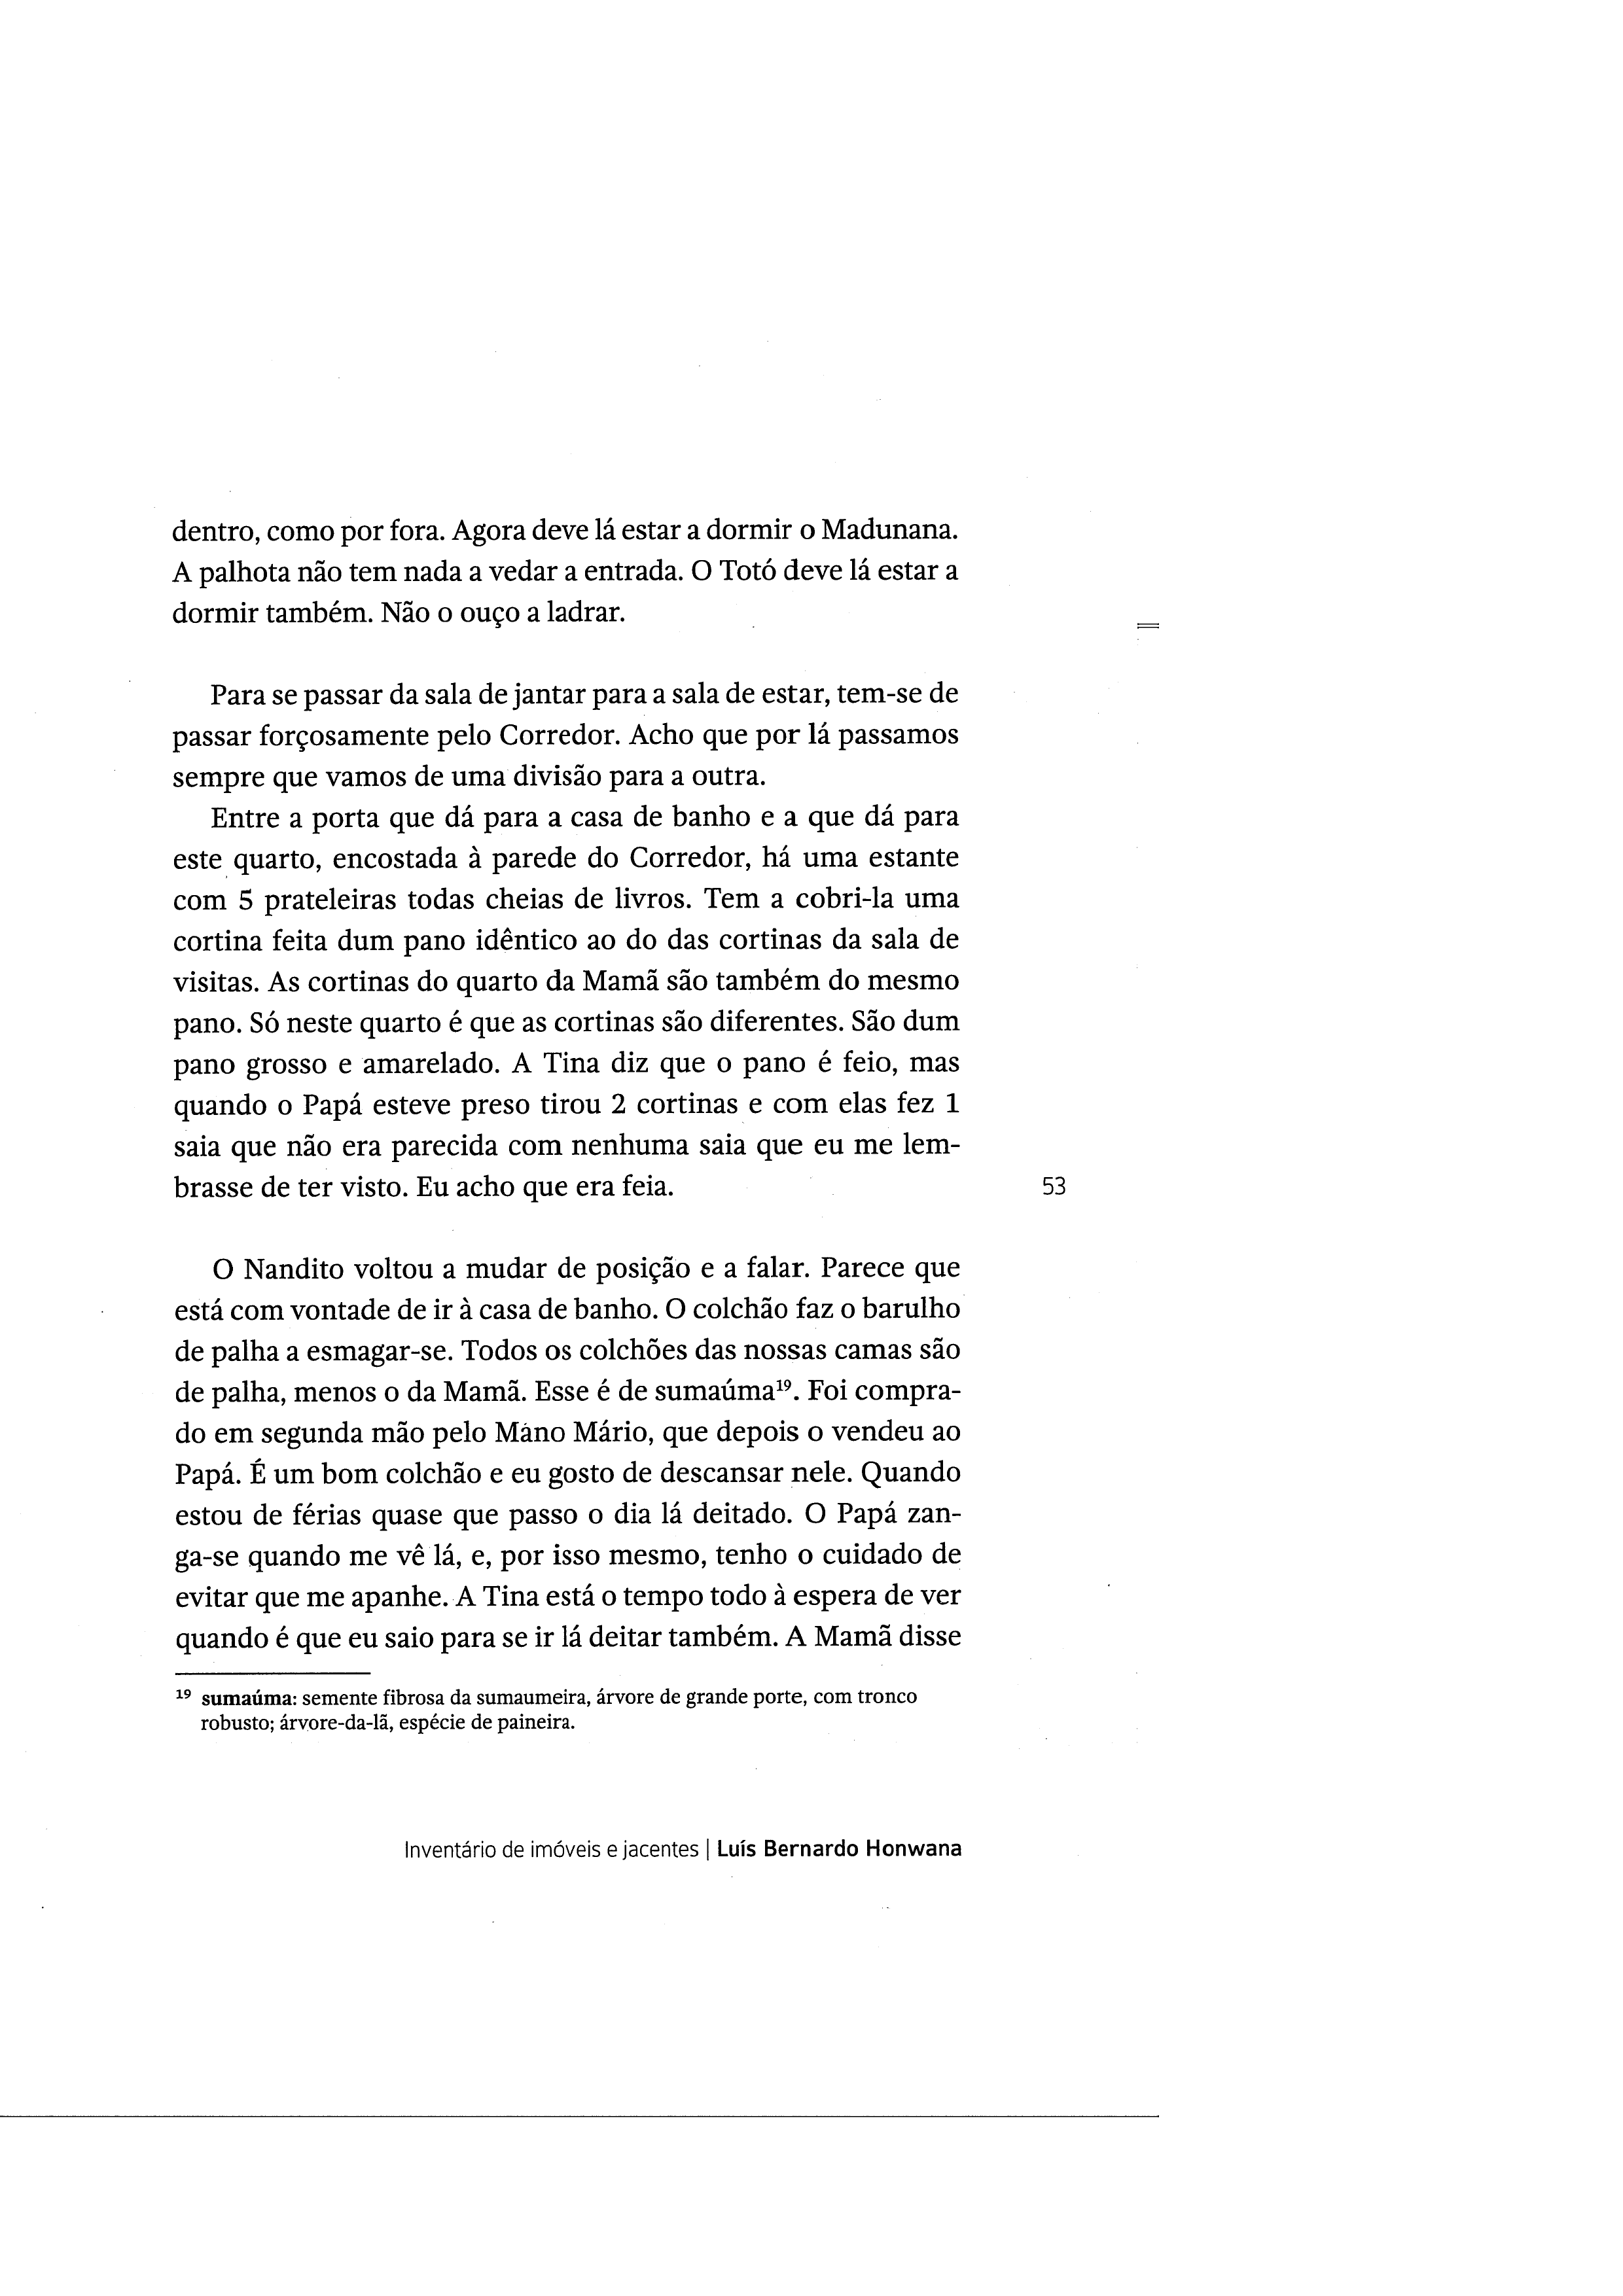 dentro, como por fora. Agora deve lá estar a dormir o Madunana.
A palhota não tem nada a vedar a entrada. O Totó deve lá estar a
dormir também. Não o ouço a ladrar.
Para se passar da sala de jantar para a sala de estar, tem-se de
passar forçosamente pelo Corredor. Acho que por lá passamos
sempre que vamos de uma divisão para a outra.
Entre a porta que dá para a casa de banho e a que dá para
este quarto, encostada à parede do Corredor, há uma estante
com 5 prateleiras todas cheias de livros. Tem a cobri-la uma
cortina feita dum pano idêntico ao do das cortinas da sala de
visitas. As cortinas do quarto da Mamã são também do mesmo
pano. Só neste quarto é que as cortinas são diferentes. São dum
pano grosso e amarelado. A Tina diz que o pano é feio, mas
quando o Papá esteve preso tirou 2 cortinas e com elas fez 1
saia que não era parecida com nenhuma saia que eu me lem-
brasse de ter visto. Eu acho que era feia.
53
O Nandito voltou a mudar de posição e a falar. Parece que
está com vontade de ir à casa de banho. O colchão faz o barulho
de palha a esmagar-se. Todos os colchões das nossas camas são
de palha, menos o da Mamã. Esse é de sumaúma¹⁹. Foi compra-
do em segunda mão pelo Mano Mário, que depois o vendeu ao
Papá. É um bom colchão e eu gosto de descansar nele. Quando
estou de férias quase que passo o dia lá deitado. O Papá zan-
ga-se quando me vê lá, e, por isso mesmo, tenho o cuidado de
evitar que me apanhe. A Tina está o tempo todo à espera de ver
quando é que eu saio para se ir lá deitar também. A Mamã disse
¹⁹ sumaúma: semente fibrosa da sumaumeira, árvore de grande porte, com tronco
robusto; árvore-da-lã, espécie de paineira.
Inventário de imóveis e jacentes | Luís Bernardo Honwana